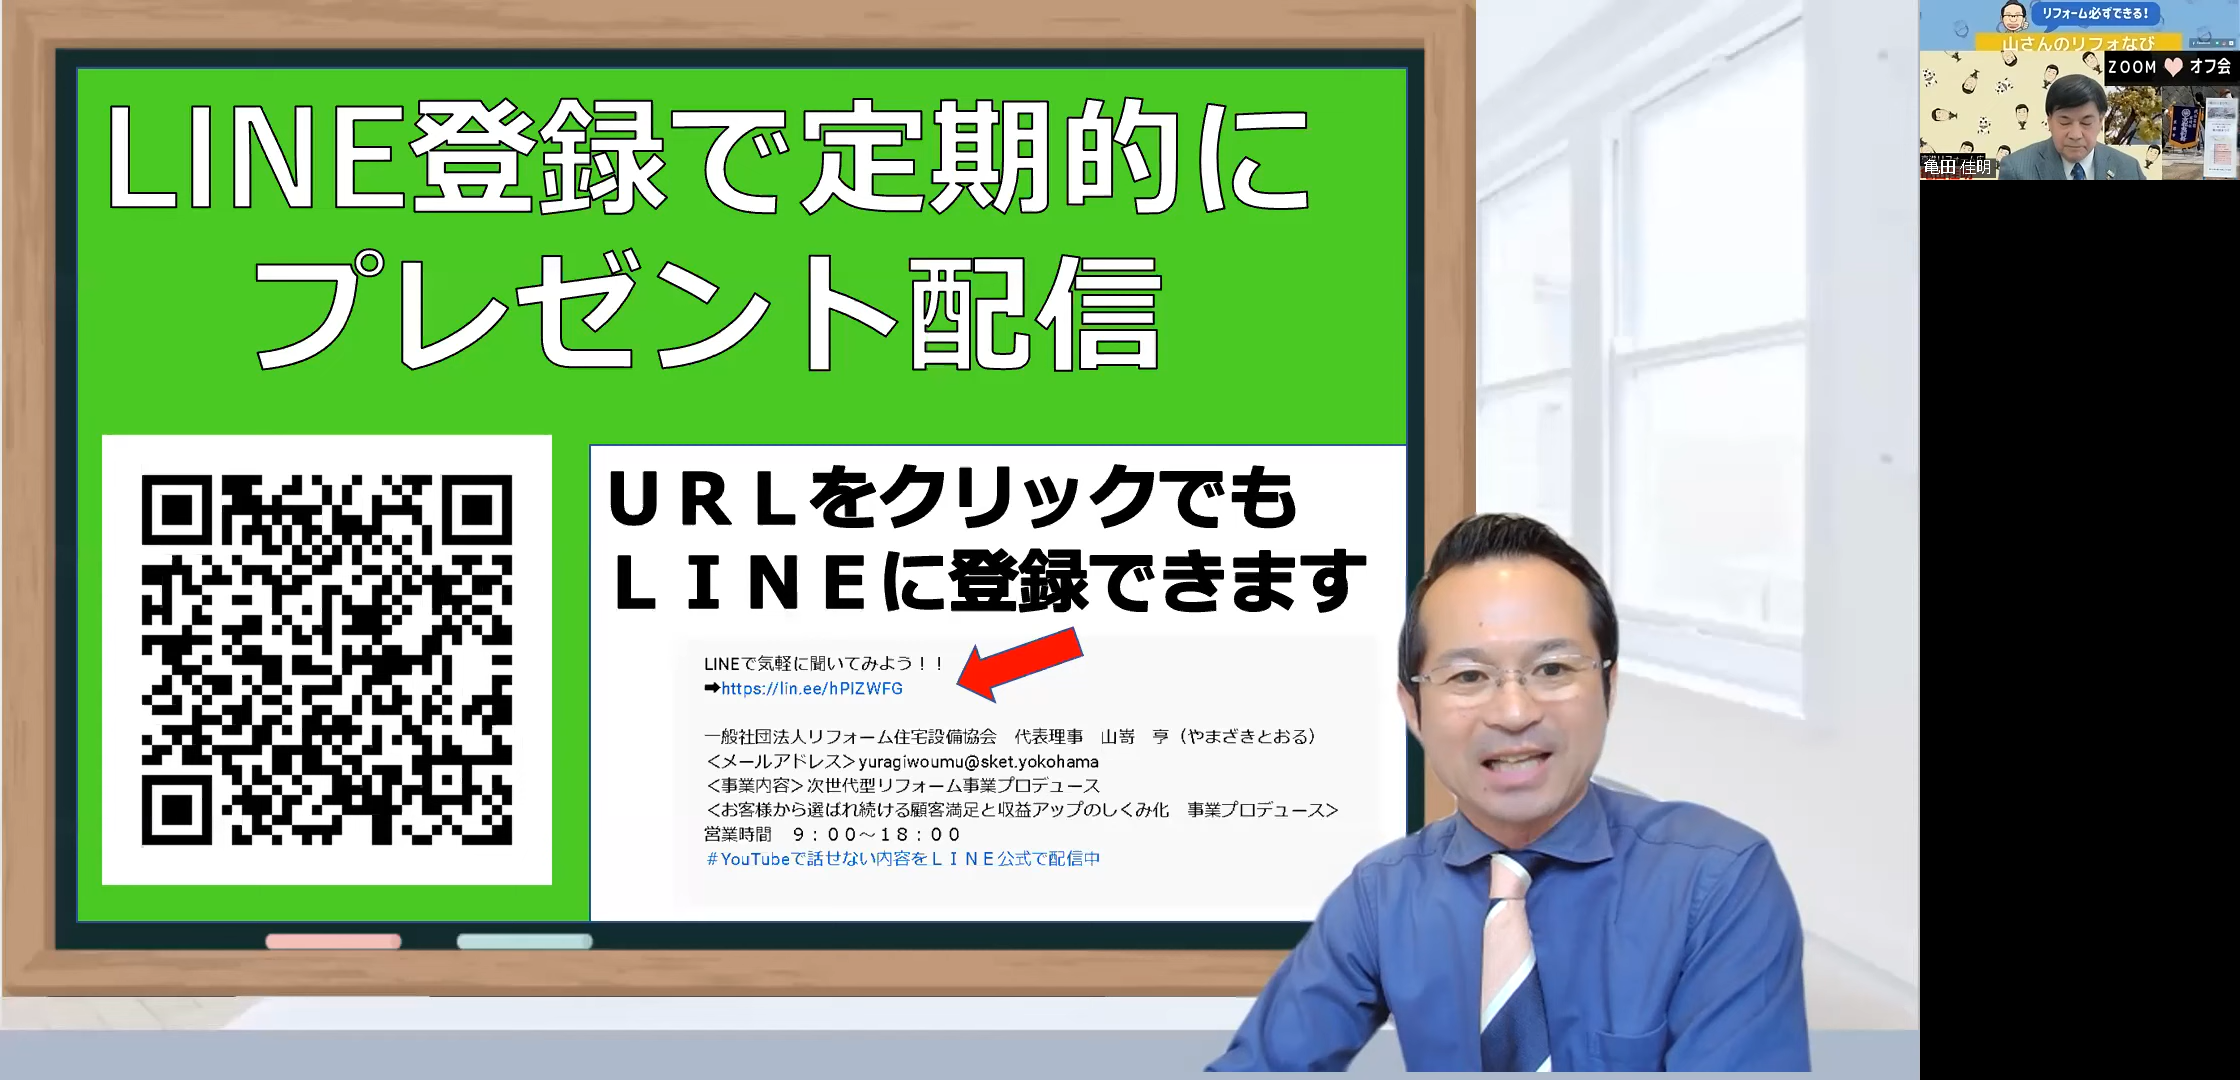 LINE登録で定期的に
プレゼント配信
ＵＲＬをクリックでも
ＬＩＮＥに登録できます
LINEで気軽に聞いてみよう！！
➡https://lin.ee/hPIZWFG
一般社団法人リフォーム住宅設備協会　代表理事　山嵜　亨（やまざきとおる）
＜メールアドレス＞yuragiwoumu@sket.yokohama
＜事業内容＞次世代型リフォーム事業プロデュース
＜お客様から選ばれ続ける顧客満足と収益アップのしくみ化　事業プロデュース＞
営業時間　９：００～１８：００
＃YouTubeで話せない内容をＬＩＮＥ公式で配信中
リフォーム必ずできる！
山さんのリフォなび
ZOOM オフ会
亀田 佳明